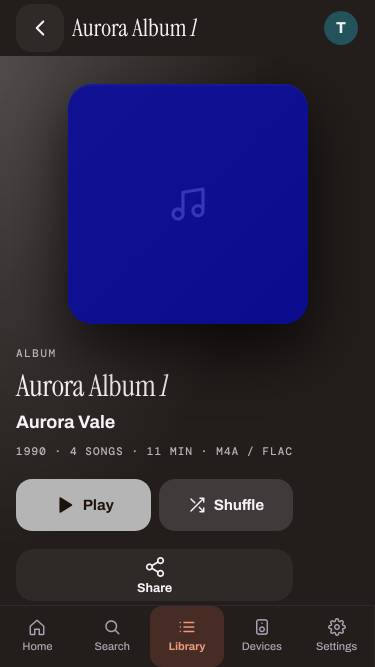 Aurora Album 1
T
ALBUM
Aurora Album 1
Aurora Vale
1990 · 4 SONGS · 11 MIN · M4A / FLAC
Play
Shuffle
Share
Home
Search
Library
Devices
Settings